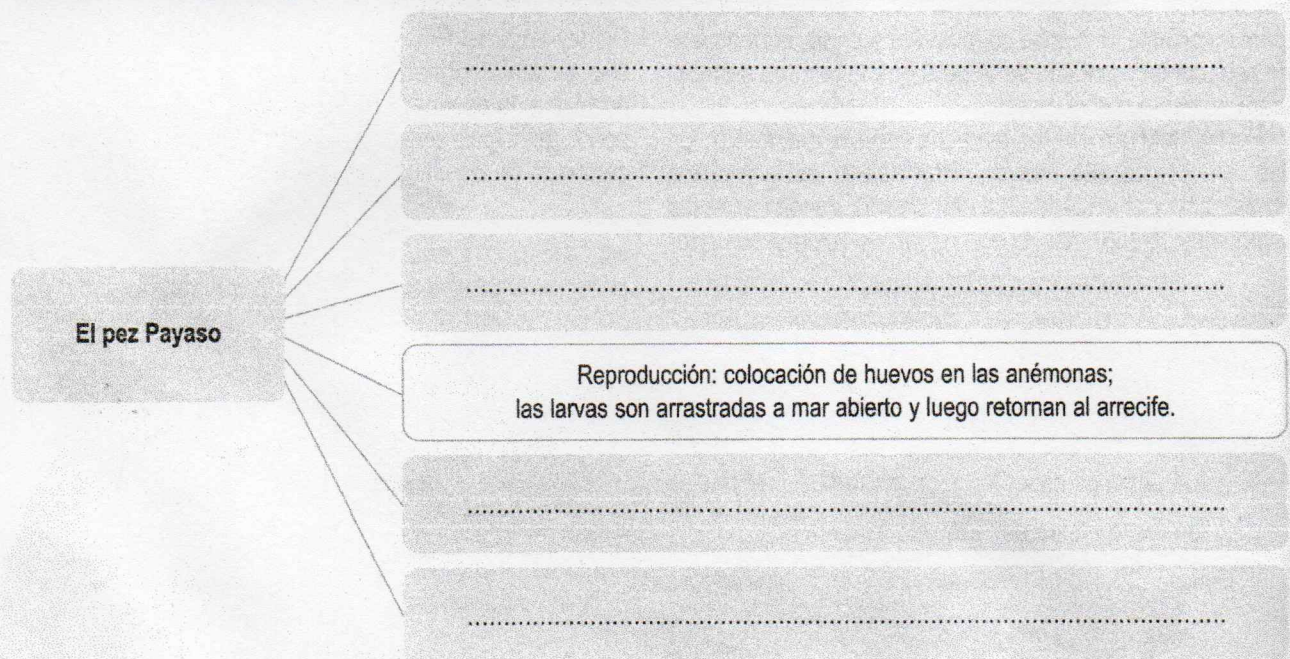 El pez Payaso
Reproducción: colocación de huevos en las anémonas;
las larvas son arrastradas a mar abierto y luego retornan al arrecife.